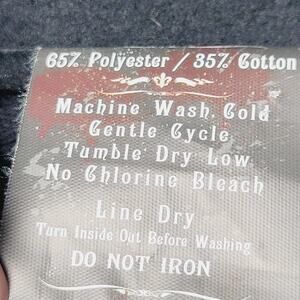 65% Polyester / 35% Cotton
Machine Wash, Cold
Gentle Cycle
Tumble Dry Low
No Chlorine Bleach
Line Dry
Turn Inside Out Before Washing
DO NOT IRON